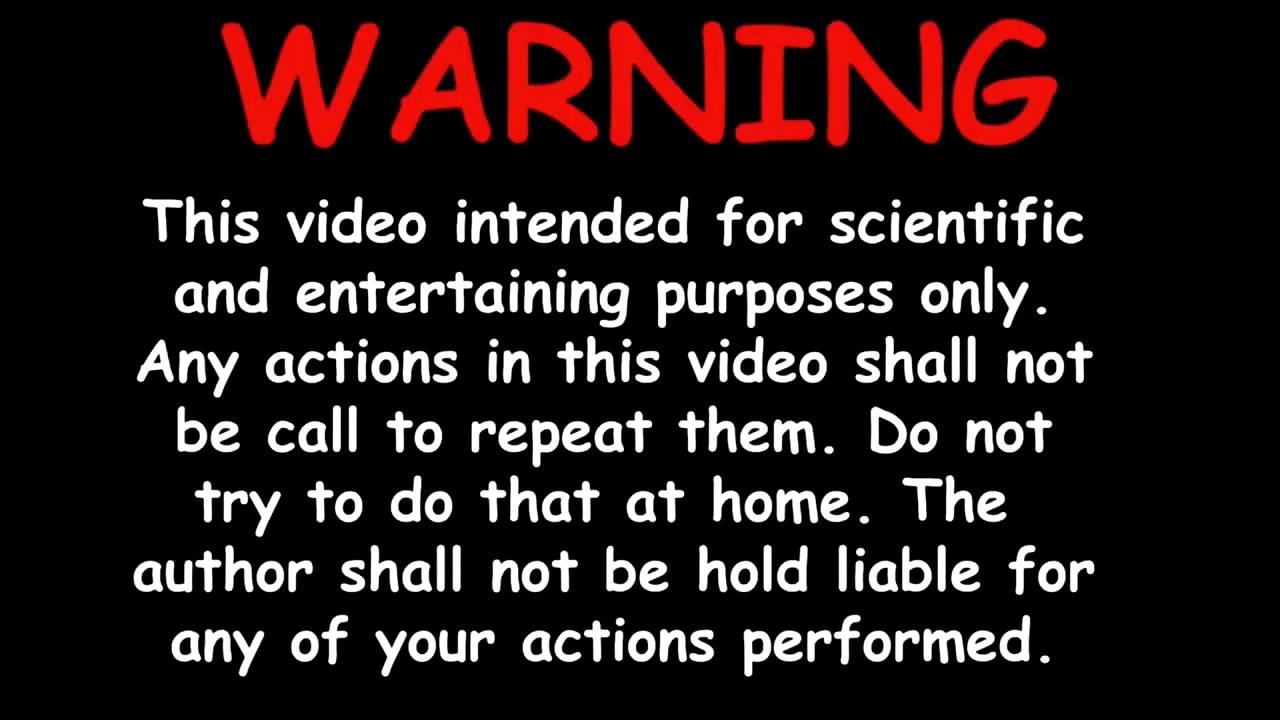 WARNING
This video intended for scientific
and entertaining purposes only.
Any actions in this video shall not
be call to repeat them. Do not
try to do that at home. The
author shall not be hold liable for
any of your actions performed.